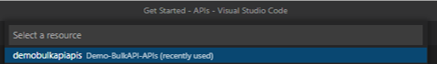 Get Started - APIs - Visual Studio Code
Select a resource
demobulkapiapis Demo-BulkAPI-APIs (recently used)